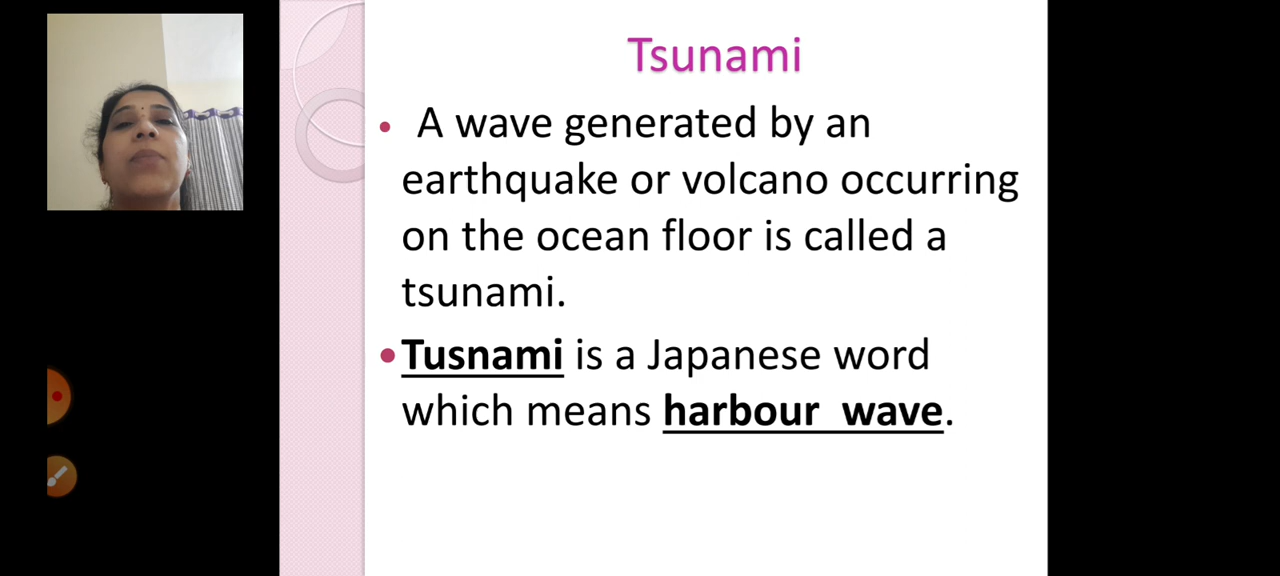 Tsunami
• A wave generated by an
earthquake or volcano occurring
on the ocean floor is called a
tsunami.
•Tusnami is a Japanese word
which means harbour wave.